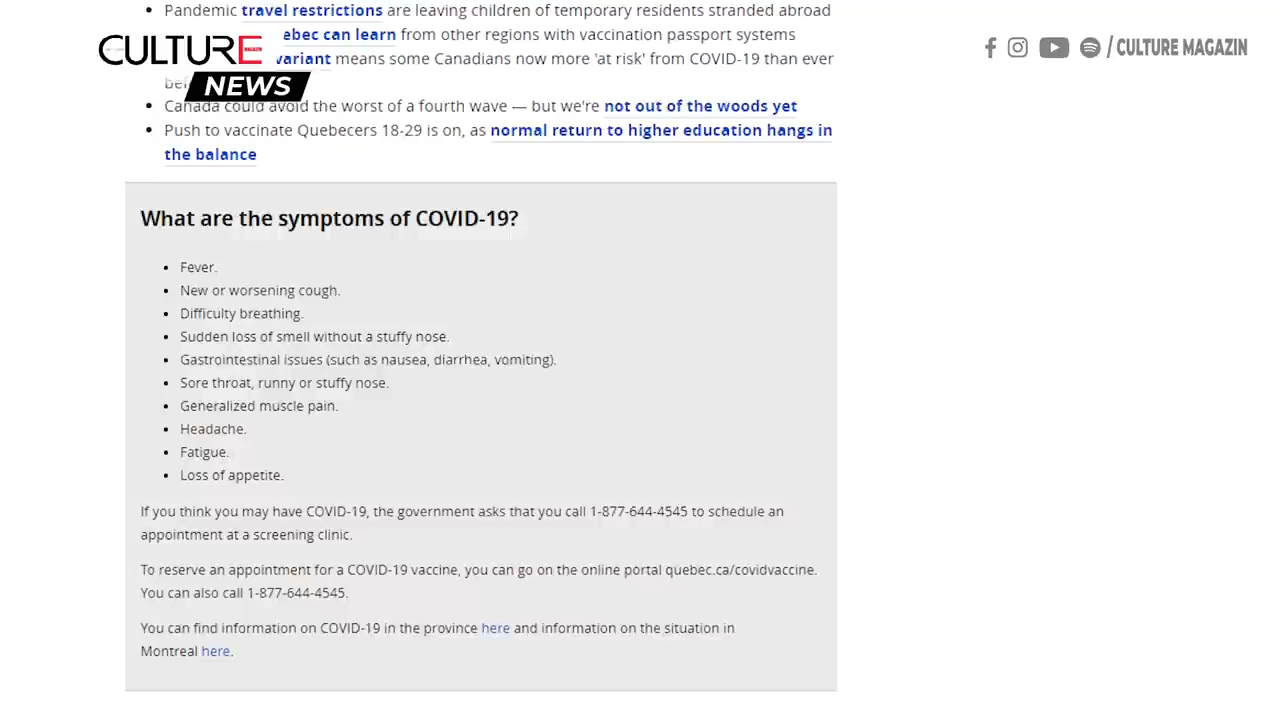 Pandemic travel restrictions are leaving children of temporary residents stranded abroad
ebec can learn from other regions with vaccination passport systems
variant means some Canadians now more 'at risk' from COVID-19 than ever
Canada could avoid the worst of a fourth wave — but we're not out of the woods yet
Push to vaccinate Quebecers 18-29 is on, as normal return to higher education hangs in
the balance
CULTURE
NEWS
/ CULTURE MAGAZIN
What are the symptoms of COVID-19?
Fever.
New or worsening cough.
Difficulty breathing.
Sudden loss of smell without a stuffy nose.
Gastrointestinal issues (such as nausea, diarrhea, vomiting).
Sore throat, runny or stuffy nose.
Generalized muscle pain.
Headache.
Fatigue.
Loss of appetite.
If you think you may have COVID-19, the government asks that you call 1-877-644-4545 to schedule an
appointment at a screening clinic.
To reserve an appointment for a COVID-19 vaccine, you can go on the online portal quebec.ca/covidvaccine.
You can also call 1-877-644-4545.
You can find information on COVID-19 in the province here and information on the situation in
Montreal here.